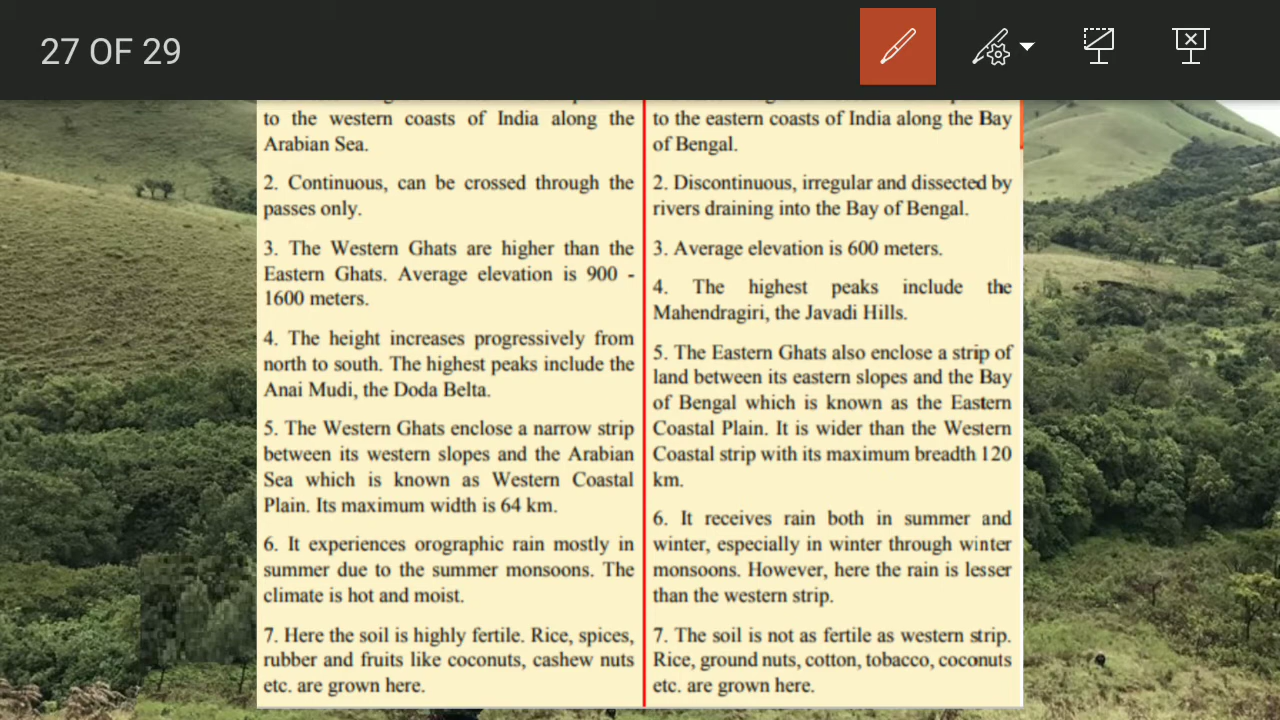 27 OF 29
to the western coasts of India along the
Arabian Sea.
2. Continuous, can be crossed through the
passes only.
3. The Western Ghats are higher than the
Eastern Ghats. Average elevation is 900 -
1600 meters.
4. The height increases progressively from
north to south. The highest peaks include the
Anai Mudi, the Doda Belta.
5. The Western Ghats enclose a narrow strip
between its western slopes and the Arabian
Sea which is known as Western Coastal
Plain. Its maximum width is 64 km.
6. It experiences orographic rain mostly in
summer due to the summer monsoons. The
climate is hot and moist.
7. Here the soil is highly fertile. Rice, spices,
rubber and fruits like coconuts, cashew nuts
etc. are grown here.
to the eastern coasts of India along the Bay
of Bengal.
2. Discontinuous, irregular and dissected by
rivers draining into the Bay of Bengal.
3. Average elevation is 600 meters.
4. The highest peaks include the
Mahendragiri, the Javadi Hills.
5. The Eastern Ghats also enclose a strip of
land between its eastern slopes and the Bay
of Bengal which is known as the Eastern
Coastal Plain. It is wider than the Western
Coastal strip with its maximum breadth 120
km.
6. It receives rain both in summer and
winter, especially in winter through winter
monsoons. However, here the rain is lesser
than the western strip.
7. The soil is not as fertile as western strip.
Rice, ground nuts, cotton, tobacco, coconuts
etc. are grown here.